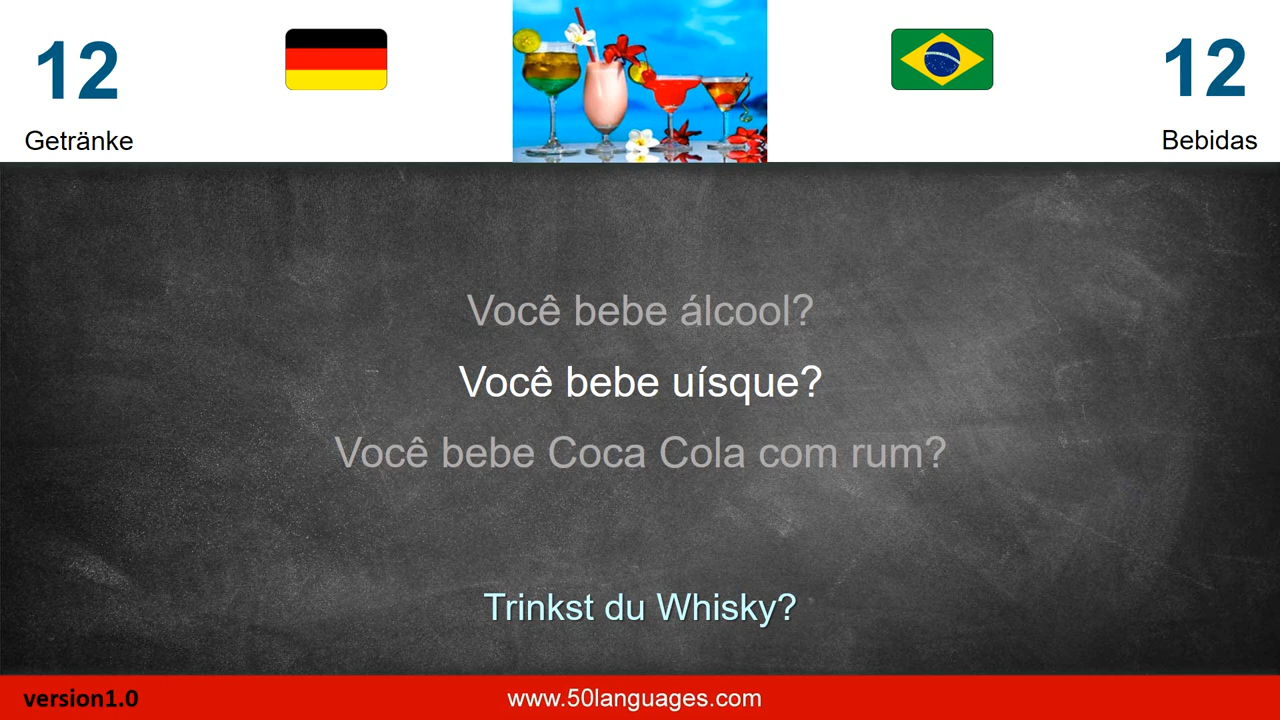 12
12
Getränke
Bebidas
Você bebe álcool?
Você bebe uísque?
Você bebe Coca Cola com rum?
Trinkst du Whisky?
version1.0
www.50languages.com